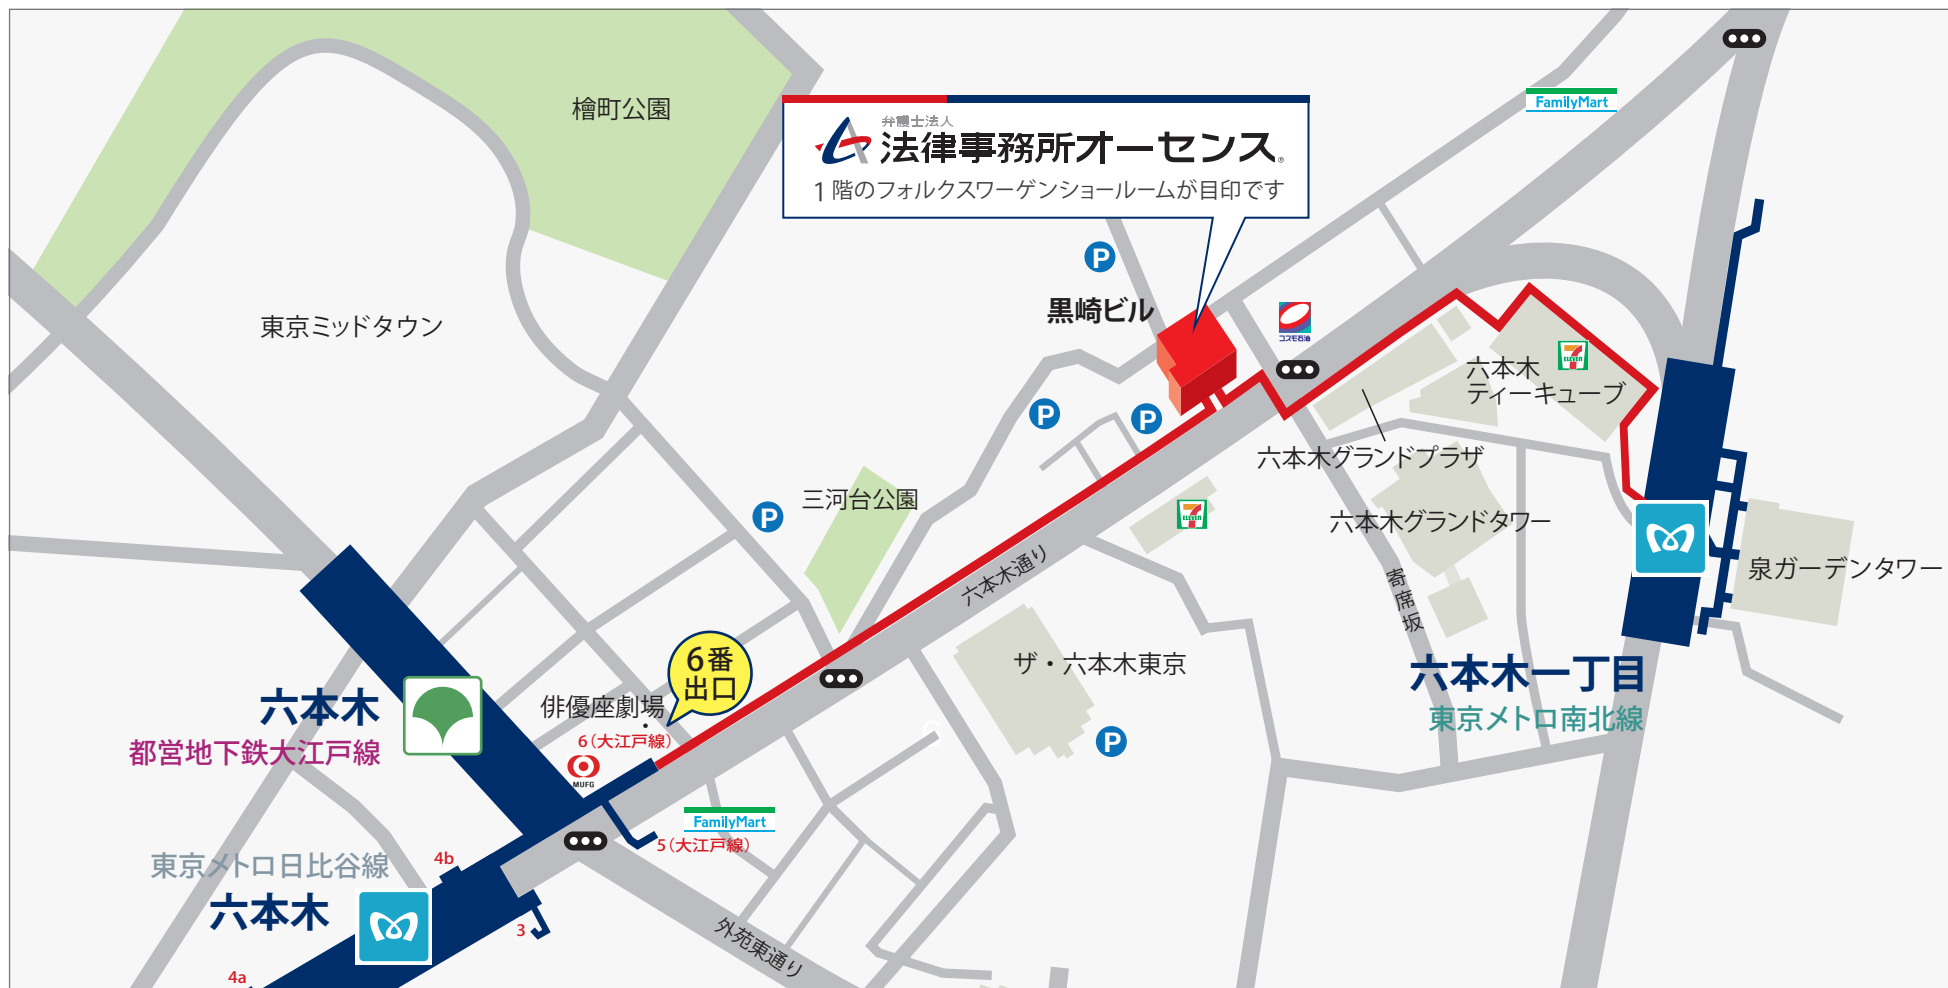 檜町公園
FamilyMart
弁護士法人
法律事務所オーセンス®
1階のフォルクスワーゲンショールームが目印です
P
黒崎ビル
東京ミッドタウン
コスモ石油
7
ELEVEN
六本木
ティーキューブ
P
P
六本木グランドプラザ
三河台公園
P
7
ELEVEN
六本木グランドタワー
六本木通り
泉ガーデンタワー
寄席坂
6番
出口
ザ・六本木東京
六本木一丁目
東京メトロ南北線
六本木
都営地下鉄大江戸線
俳優座劇場
6(大江戸線)
P
MUFG
FamilyMart
5(大江戸線)
東京メトロ日比谷線
六本木
4b
3
4a
外苑東通り